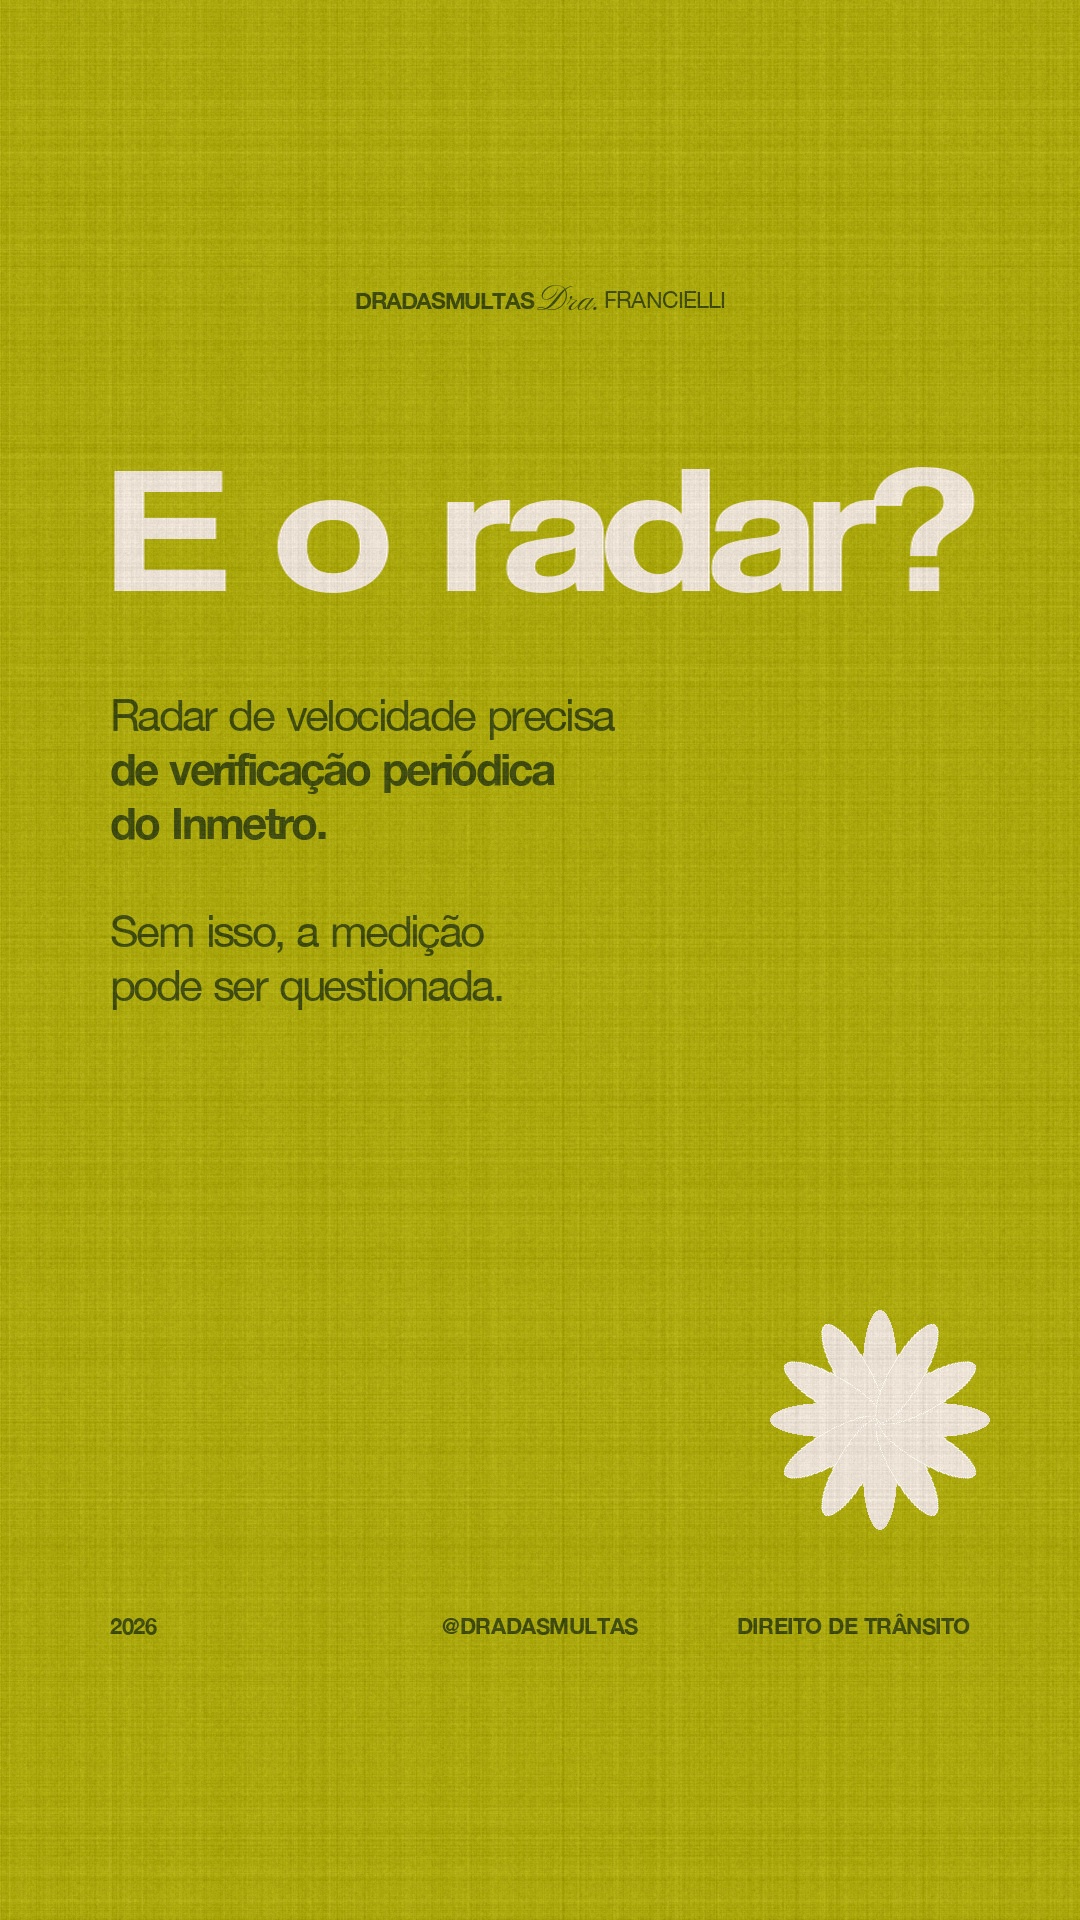 DRADASMULTAS Dra. FRANCIELLI
E o radar?
Radar de velocidade precisa
de verificação periódica
do Inmetro.
Sem isso, a medição
pode ser questionada.
2026 @DRADASMULTAS DIREITO DE TRÂNSITO